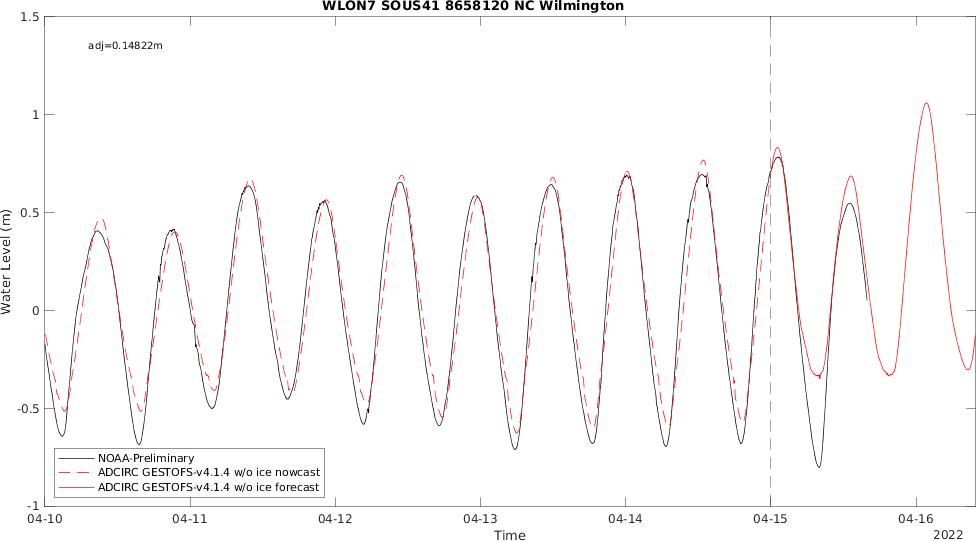 WLON7 SOUS41 8658120 NC Wilmington
adj=0.14822m
1.5
1
0.5
0
-0.5
-1
Water Level (m)
NOAA-Preliminary
ADCIRC GESTOFS-v4.1.4 w/o ice nowcast
ADCIRC GESTOFS-v4.1.4 w/o ice forecast
04-10 04-11 04-12 04-13 04-14 04-15 04-16
Time
2022